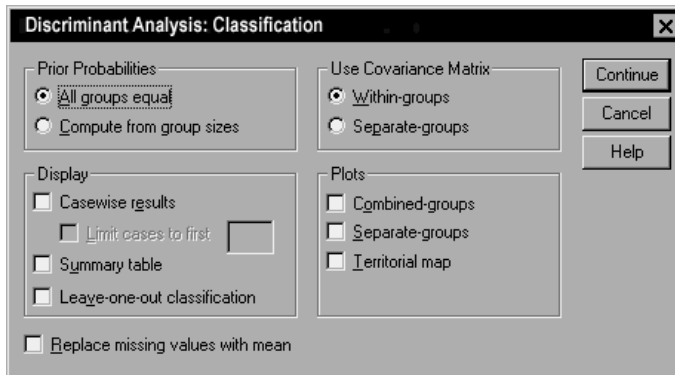 Discriminant Analysis: Classification
Prior Probabilities
All groups equal
Compute from group sizes
Use Covariance Matrix
Within-groups
Separate-groups
Continue
Cancel
Help
Display
Casewise results
Limit cases to first
Summary table
Leave-one-out classification
Plots
Combined-groups
Separate-groups
Territorial map
Replace missing values with mean